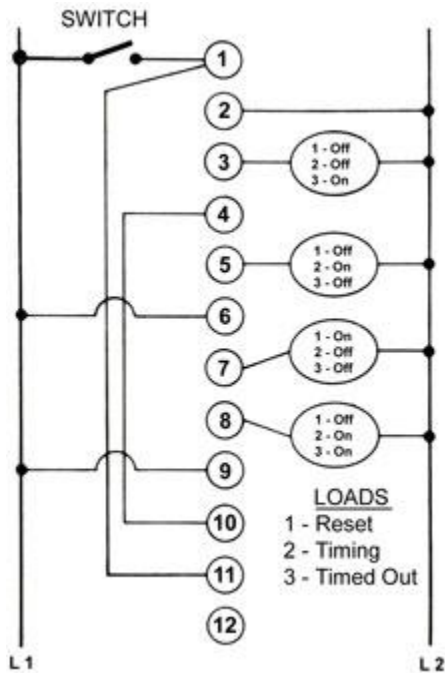 SWITCH
1
2
3
1 - Off
2 - Off
3 - On
4
5
1 - Off
2 - On
3 - Off
6
7
1 - On
2 - Off
3 - Off
8
1 - Off
2 - On
3 - On
9
LOADS
10
1 - Reset
2 - Timing
11
3 - Timed Out
12
L 1
L 2